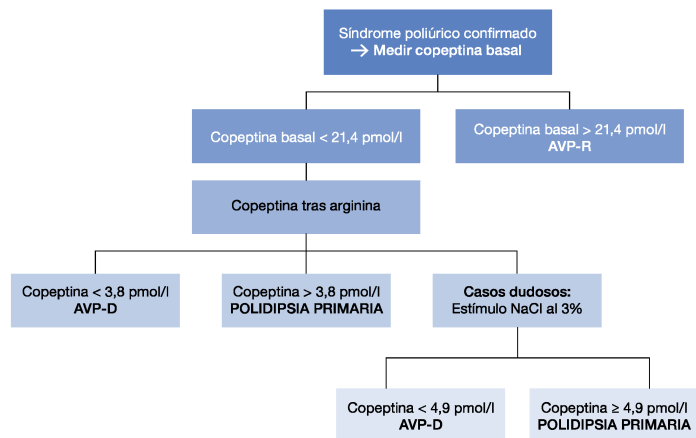 Síndrome poliúrico confirmado
→ Medir copeptina basal
Copeptina basal < 21,4 pmol/l
Copeptina basal > 21,4 pmol/l
AVP-R
Copeptina tras arginina
Copeptina < 3,8 pmol/l
AVP-D
Copeptina > 3,8 pmol/l
POLIDIPSIA PRIMARIA
Casos dudosos:
Estímulo NaCl al 3%
Copeptina < 4,9 pmol/l
AVP-D
Copeptina ≥ 4,9 pmol/l
POLIDIPSIA PRIMARIA